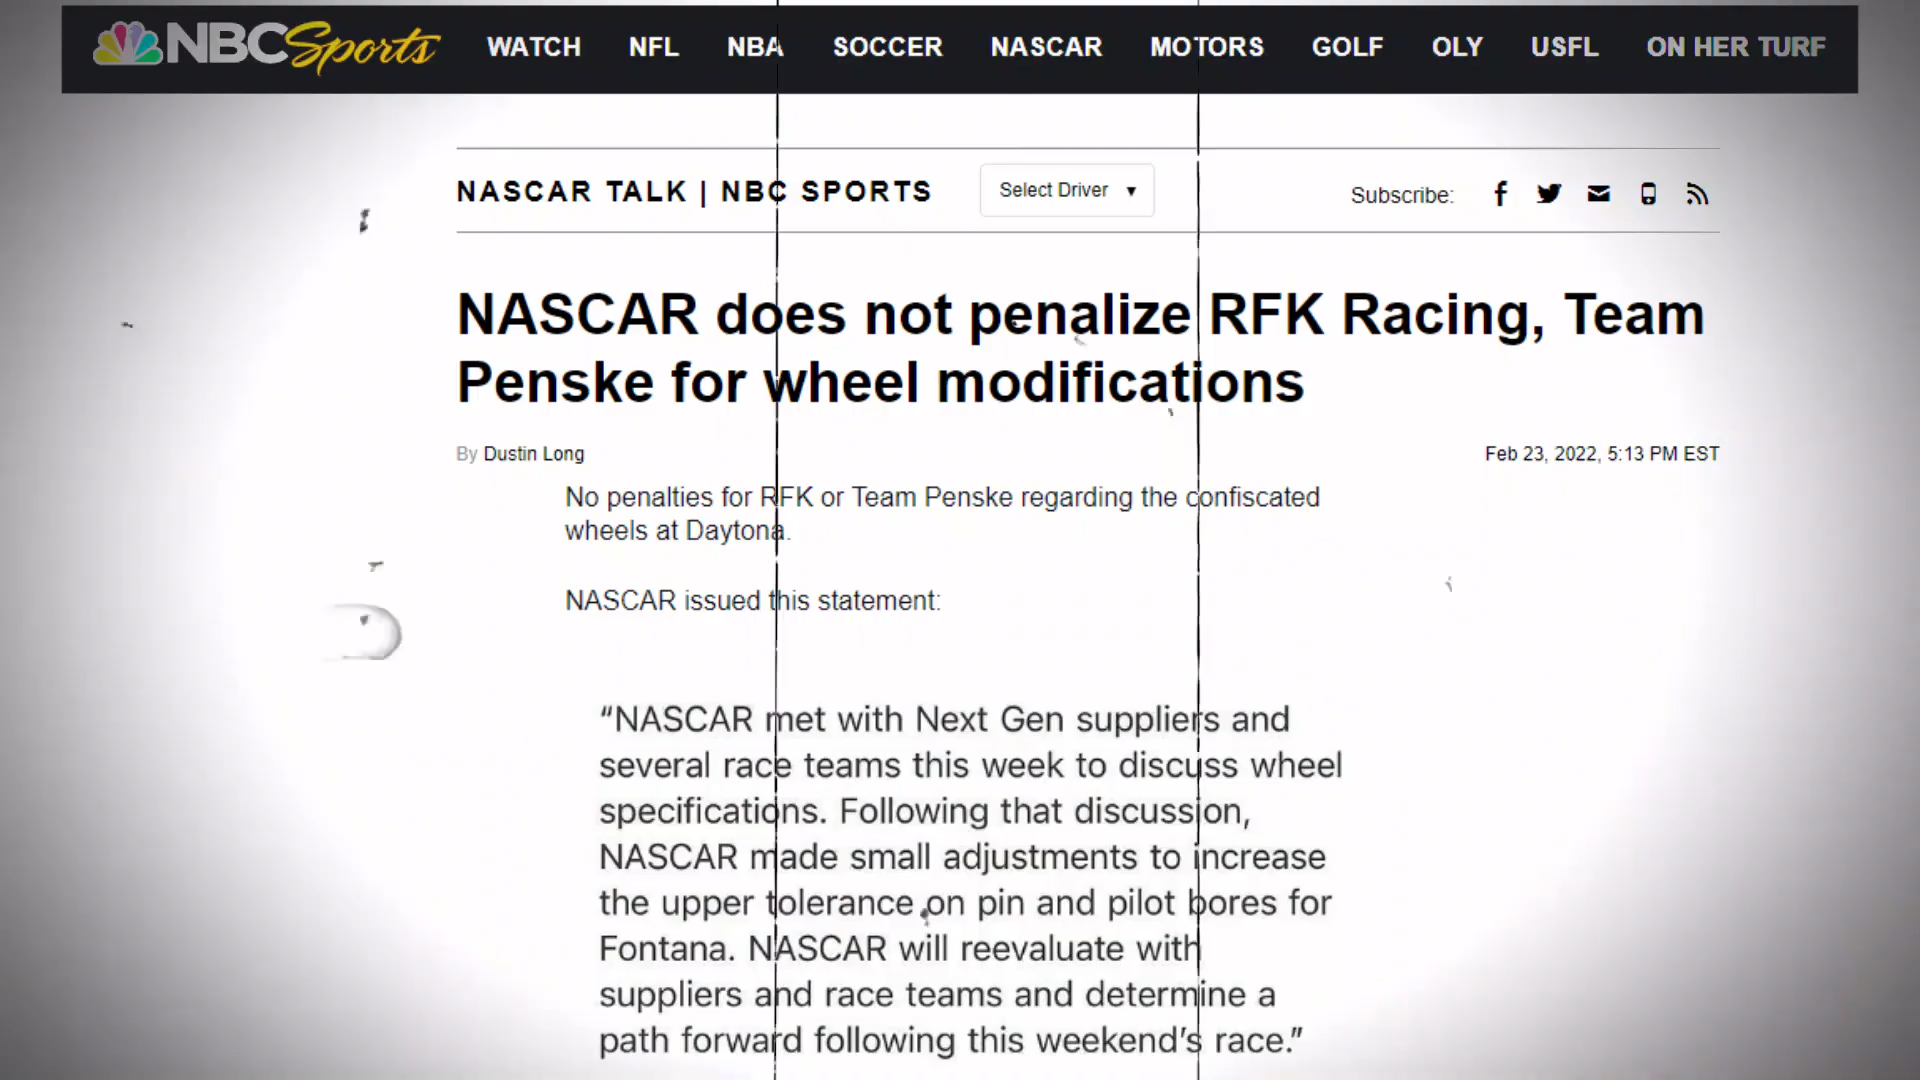 NBC Sports WATCH NFL NBA SOCCER NASCAR MOTORS GOLF OLY USFL ON HER TURF
NASCAR TALK | NBC SPORTS Select Driver Subscribe:
NASCAR does not penalize RFK Racing, Team
Penske for wheel modifications
By Dustin Long Feb 23, 2022, 5:13 PM EST
No penalties for RFK or Team Penske regarding the confiscated
wheels at Daytona.
NASCAR issued this statement:
“NASCAR met with Next Gen suppliers and
several race teams this week to discuss wheel
specifications. Following that discussion,
NASCAR made small adjustments to increase
the upper tolerance on pin and pilot bores for
Fontana. NASCAR will reevaluate with
suppliers and race teams and determine a
path forward following this weekend’s race.”